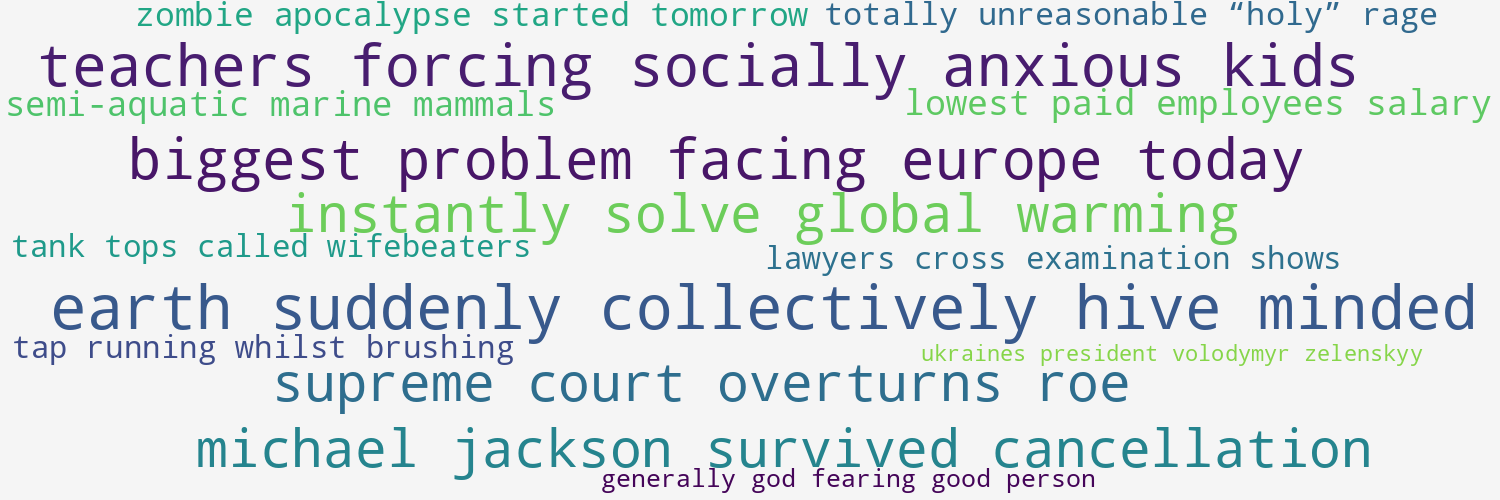 zombie apocalypse started tomorrow
totally unreasonable “holy” rage
teachers forcing socially anxious kids
semi-aquatic marine mammals
lowest paid employees salary
biggest problem facing europe today
instantly solve global warming
tank tops called wifebeaters
lawyers cross examination shows
earth suddenly collectively hive minded
tap running whilst brushing
ukraines president volodymyr zelenskyy
supreme court overturns roe
michael jackson survived cancellation
generally god fearing good person